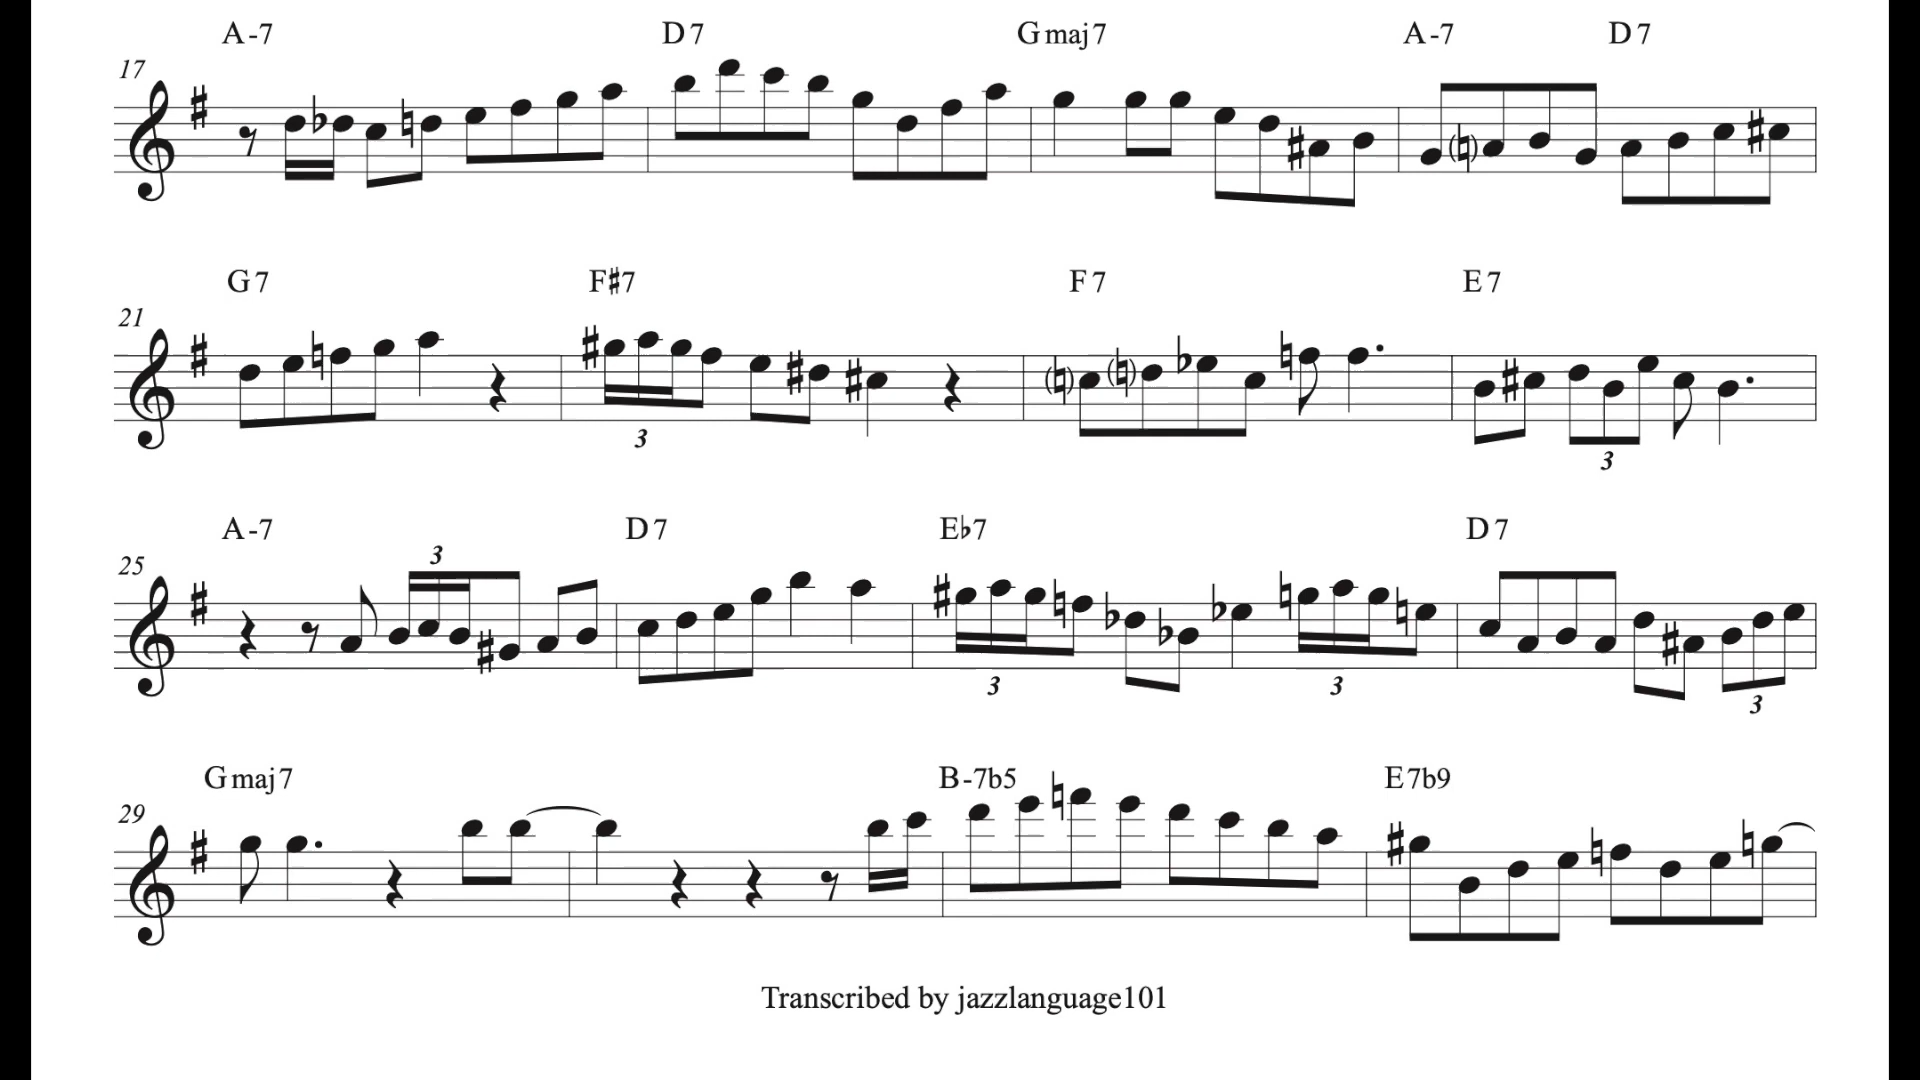 A-7 D7 Gmaj7 A-7 D7
17
G7 F#7 F7 E7
21
3 3
A-7 D7 Eb7 D7
3
25
3 3 3
Gmaj7 B-7b5 E7b9
29
Transcribed by jazzlanguage101